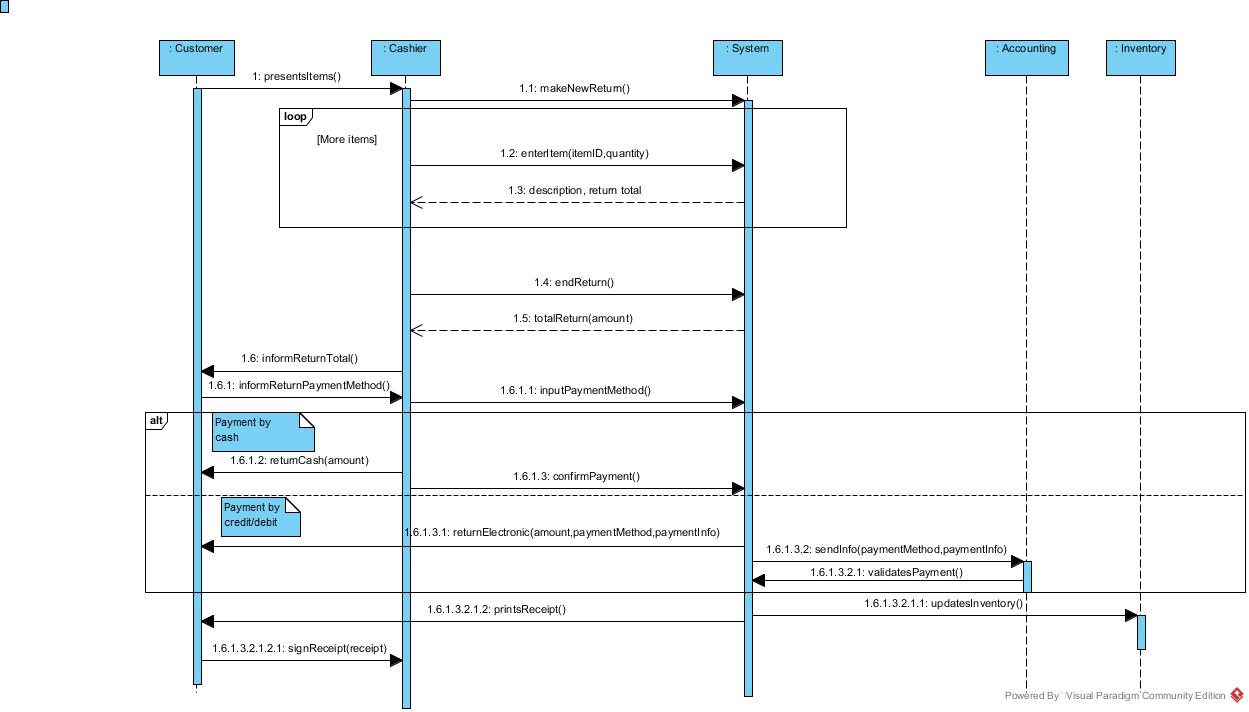 : Customer
: Cashier
: System
: Accounting
: Inventory
1: presentsItems()
1.1: makeNewReturn()
loop
[More items]
1.2: enterItem(itemID,quantity)
1.3: description, return total
1.4: endReturn()
1.5: totalReturn(amount)
1.6: informReturnTotal()
1.6.1: informReturnPaymentMethod()
1.6.1.1: inputPaymentMethod()
alt
Payment by
cash
1.6.1.2: returnCash(amount)
1.6.1.3: confirmPayment()
Payment by
credit/debit
1.6.1.3.1: returnElectronic(amount,paymentMethod,paymentInfo)
1.6.1.3.2: sendInfo(paymentMethod,paymentInfo)
1.6.1.3.2.1: validatesPayment()
1.6.1.3.2.1.1: updatesInventory()
1.6.1.3.2.1.2: printsReceipt()
1.6.1.3.2.1.2.1: signReceipt(receipt)
Powered By Visual Paradigm Community Edition